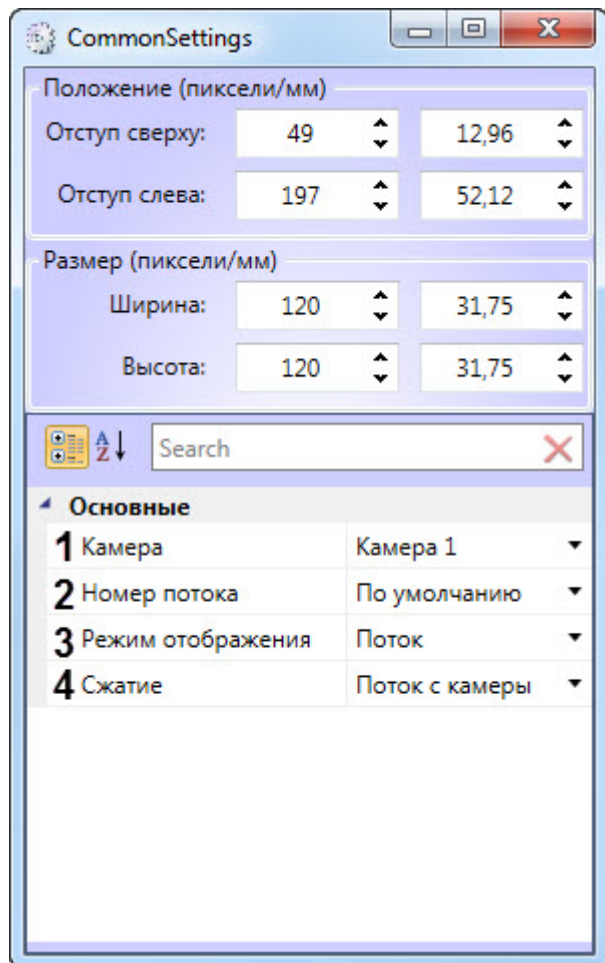 CommonSettings
Положение (пиксели/мм)
Отступ сверху: 49 12,96
Отступ слева: 197 52,12
Размер (пиксели/мм)
Ширина: 120 31,75
Высота: 120 31,75
A Z Search
Основные
1 Камера Камера 1
2 Номер потока По умолчанию
3 Режим отображения Поток
4 Сжатие Поток с камеры